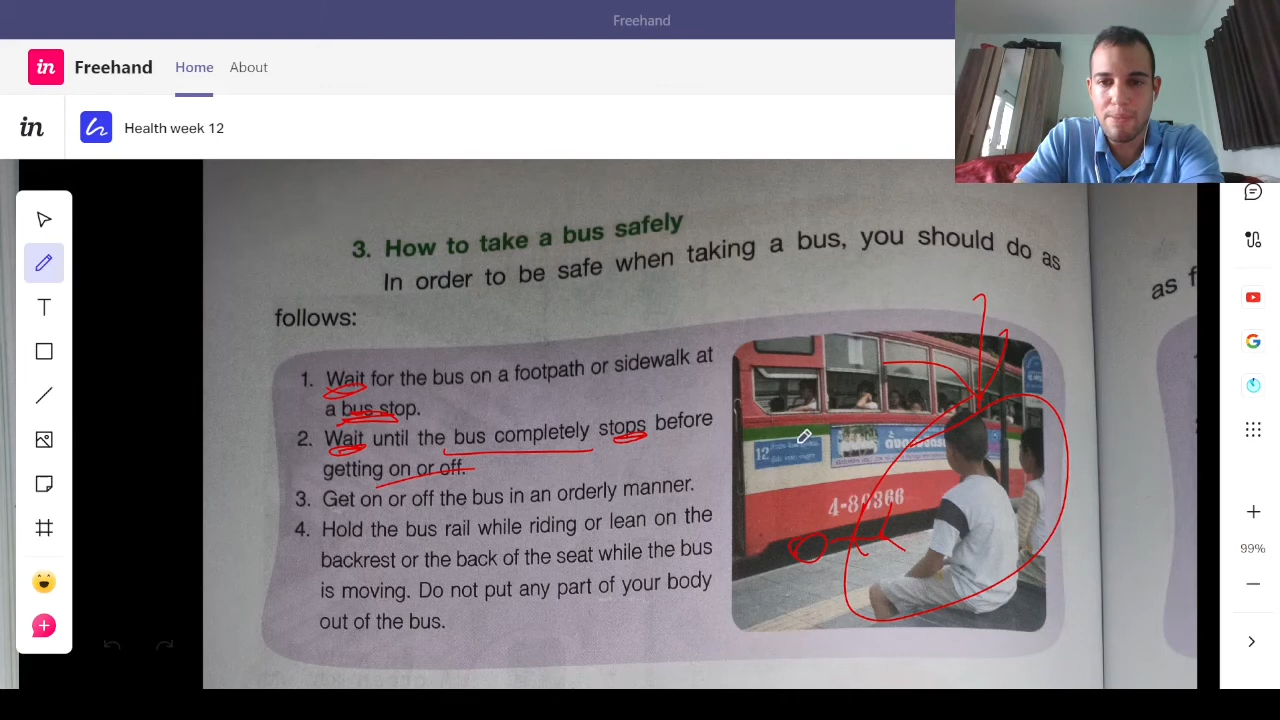 Freehand
in
Freehand
Home
About
in
Health week 12
3. How to take a bus safely
In order to be safe when taking a bus, you should do as
follows:
1. Wait for the bus on a footpath or sidewalk at
a bus stop.
2. Wait until the bus completely stops before
getting on or off.
3. Get on or off the bus in an orderly manner.
4. Hold the bus rail while riding or lean on the
backrest or the back of the seat while the bus
is moving. Do not put any part of your body
out of the bus.
12
4-89366
off
as f
T
99%